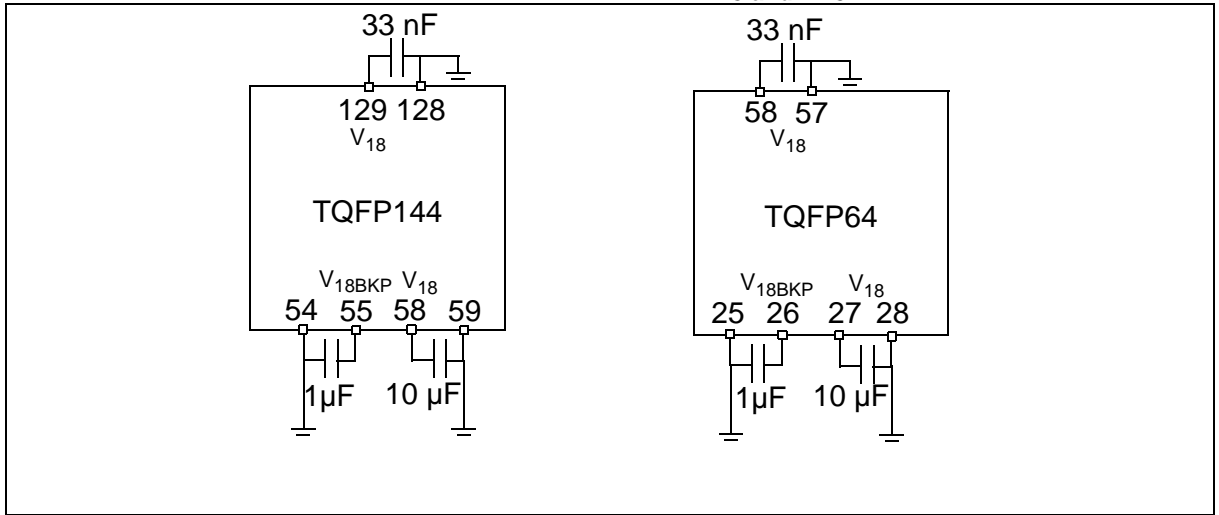 33 nF
129 128
V18
TQFP144
V18BKP V18
54 55 58 59
1µF 10 µF
33 nF
58 57
V18
TQFP64
V18BKP V18
25 26 27 28
1µF 10 µF